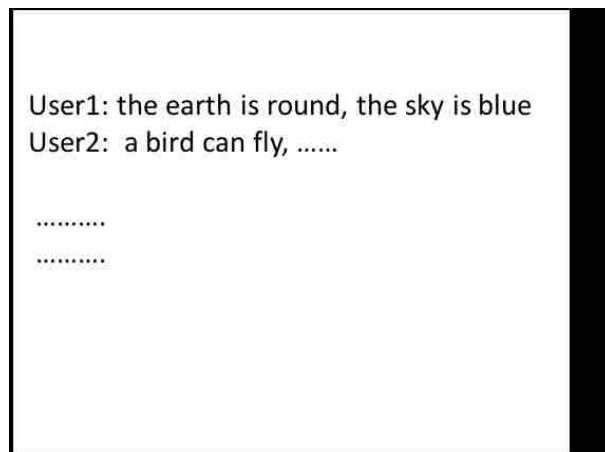 User1: the earth is round, the sky is blue
User2:  a bird can fly, ......
..........
..........